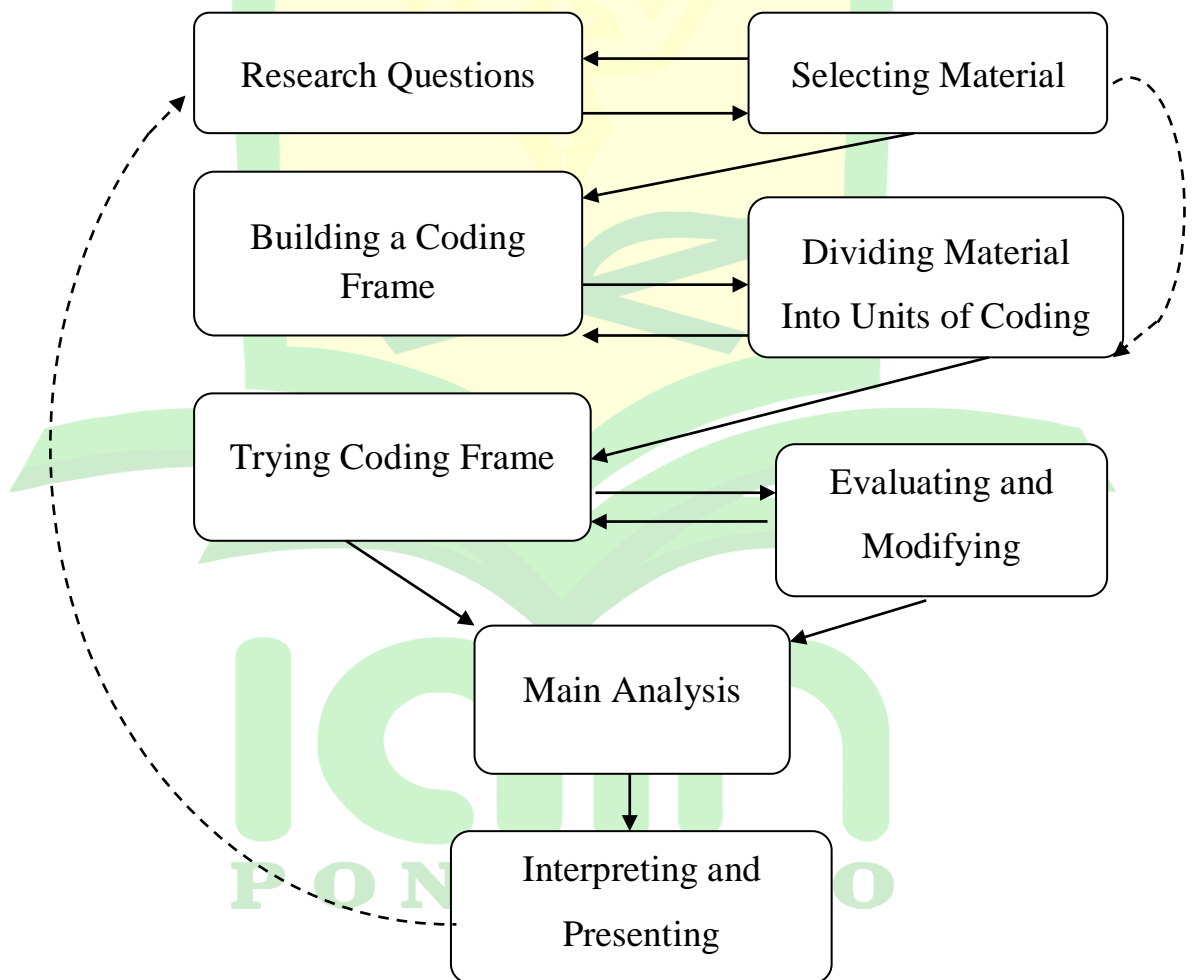 Research Questions
Selecting Material
Building a Coding
Frame
Dividing Material
Into Units of Coding
Trying Coding Frame
Evaluating and
Modifying
Main Analysis
Interpreting and
Presenting